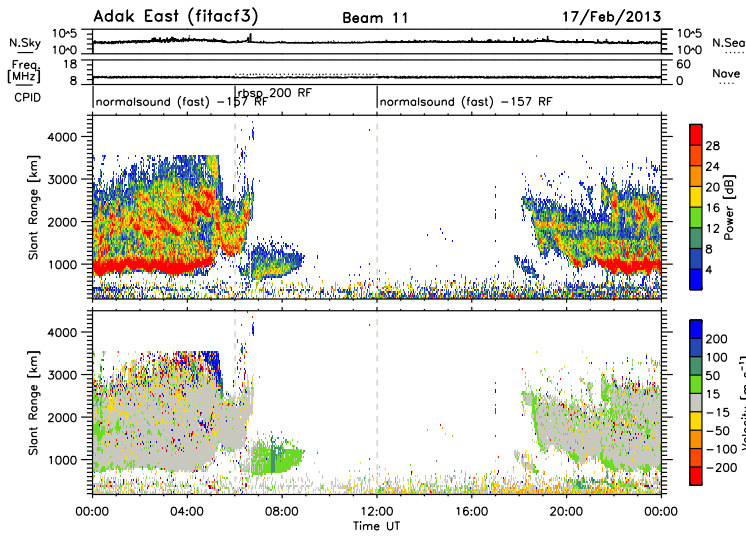 Adak East (fitacf3) Beam 11 17/Feb/2013
N.Sky 10⁺⁵ 10⁺⁰ 10⁺⁵ 10⁺⁰ N.Sea
Freq. [MHz] 18 8 60 0 Nave
CPID normalsound (fast) -157 RF rbsp 200 RF normalsound (fast) -157 RF
Slant Range [km] 4000 3000 2000 1000
28 24 20 16 12 8 4 Power [dB]
Slant Range [km] 4000 3000 2000 1000
200 100 50 15 -15 -50 -100 -200 Velocity [m s⁻¹]
00:00 04:00 08:00 12:00 16:00 20:00 00:00
Time UT